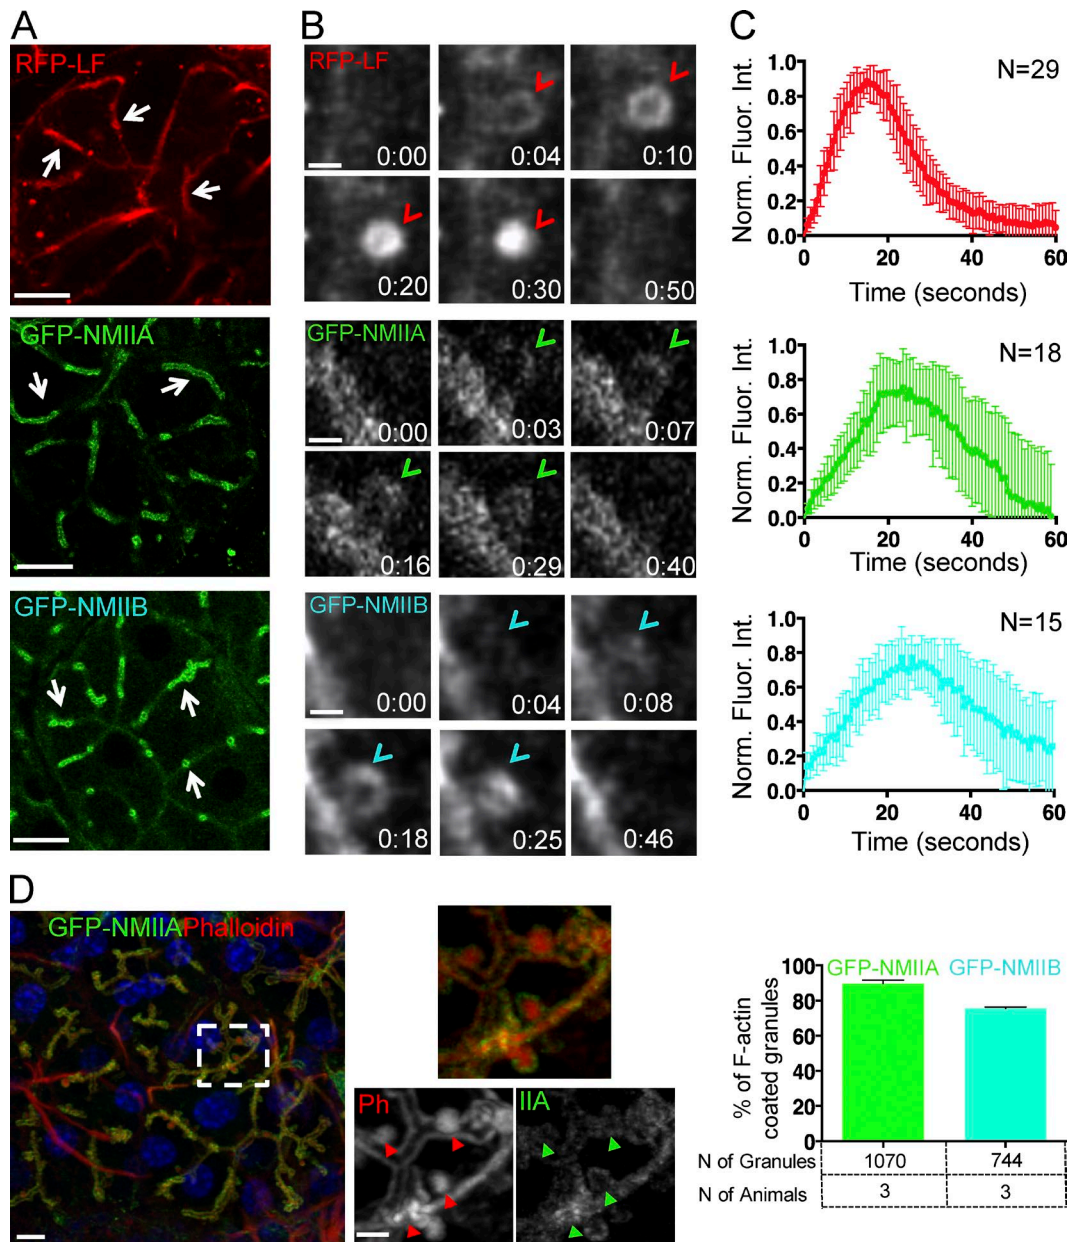 A
RFP-LF
GFP-NMIIA
GFP-NMIIB
B
RFP-LF
0:00
0:04
0:10
0:20
0:30
0:50
GFP-NMIIA
0:00
0:03
0:07
0:16
0:29
0:40
GFP-NMIIB
0:00
0:04
0:08
0:18
0:25
0:46
C
N=29
Norm. Fluor. Int.
1.0
0.8
0.6
0.4
0.2
0.0
0 20 40 60
Time (seconds)
N=18
Norm. Fluor. Int.
1.0
0.8
0.6
0.4
0.2
0.0
0 20 40 60
Time (seconds)
N=15
Norm. Fluor. Int.
1.0
0.8
0.6
0.4
0.2
0.0
0 20 40 60
Time (seconds)
D
GFP-NMIIA Phalloidin
Ph
IIA
GFP-NMIIA GFP-NMIIB
% of F-actin
coated granules
100
80
60
40
20
0
N of Granules 1070 744
N of Animals 3 3